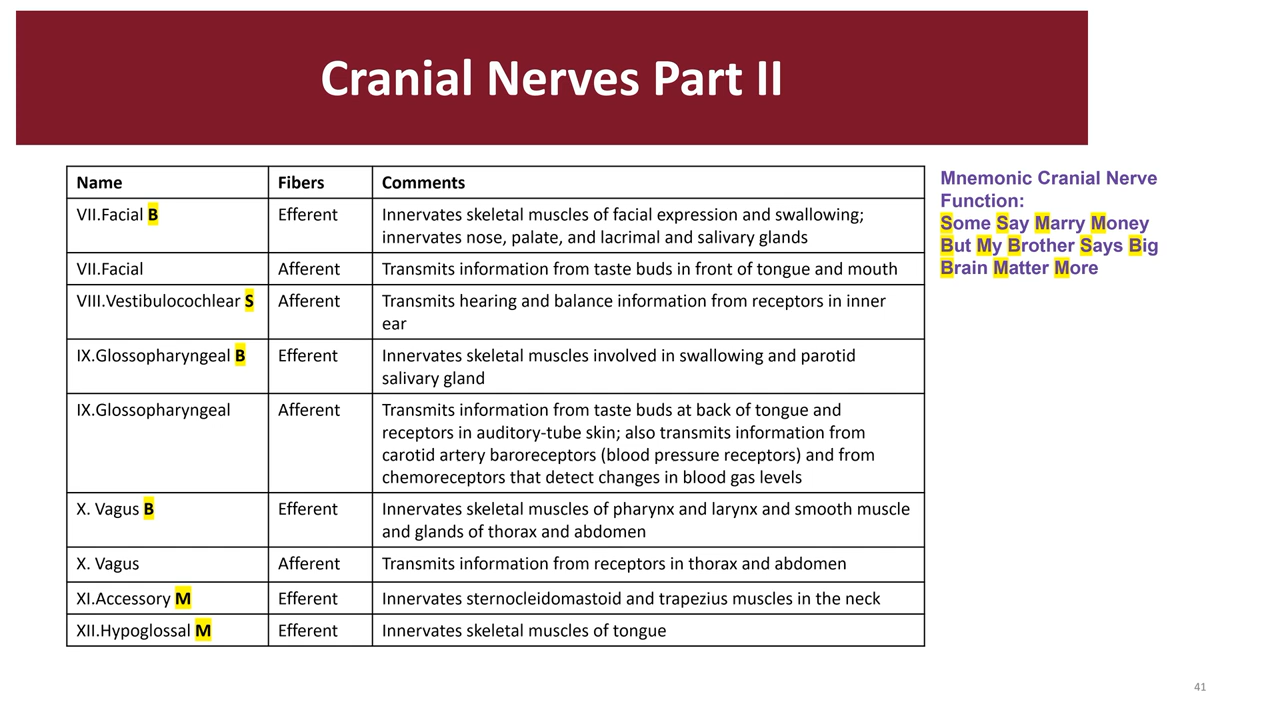 Cranial Nerves Part II
Name Fibers Comments
VII.Facial B Efferent Innervates skeletal muscles of facial expression and swallowing;
innervates nose, palate, and lacrimal and salivary glands
VII.Facial Afferent Transmits information from taste buds in front of tongue and mouth
VIII.Vestibulocochlear S Afferent Transmits hearing and balance information from receptors in inner
ear
IX.Glossopharyngeal B Efferent Innervates skeletal muscles involved in swallowing and parotid
salivary gland
IX.Glossopharyngeal Afferent Transmits information from taste buds at back of tongue and
receptors in auditory-tube skin; also transmits information from
carotid artery baroreceptors (blood pressure receptors) and from
chemoreceptors that detect changes in blood gas levels
X. Vagus B Efferent Innervates skeletal muscles of pharynx and larynx and smooth muscle
and glands of thorax and abdomen
X. Vagus Afferent Transmits information from receptors in thorax and abdomen
XI.Accessory M Efferent Innervates sternocleidomastoid and trapezius muscles in the neck
XII.Hypoglossal M Efferent Innervates skeletal muscles of tongue
Mnemonic Cranial Nerve
Function:
Some Say Marry Money
But My Brother Says Big
Brain Matter More
41